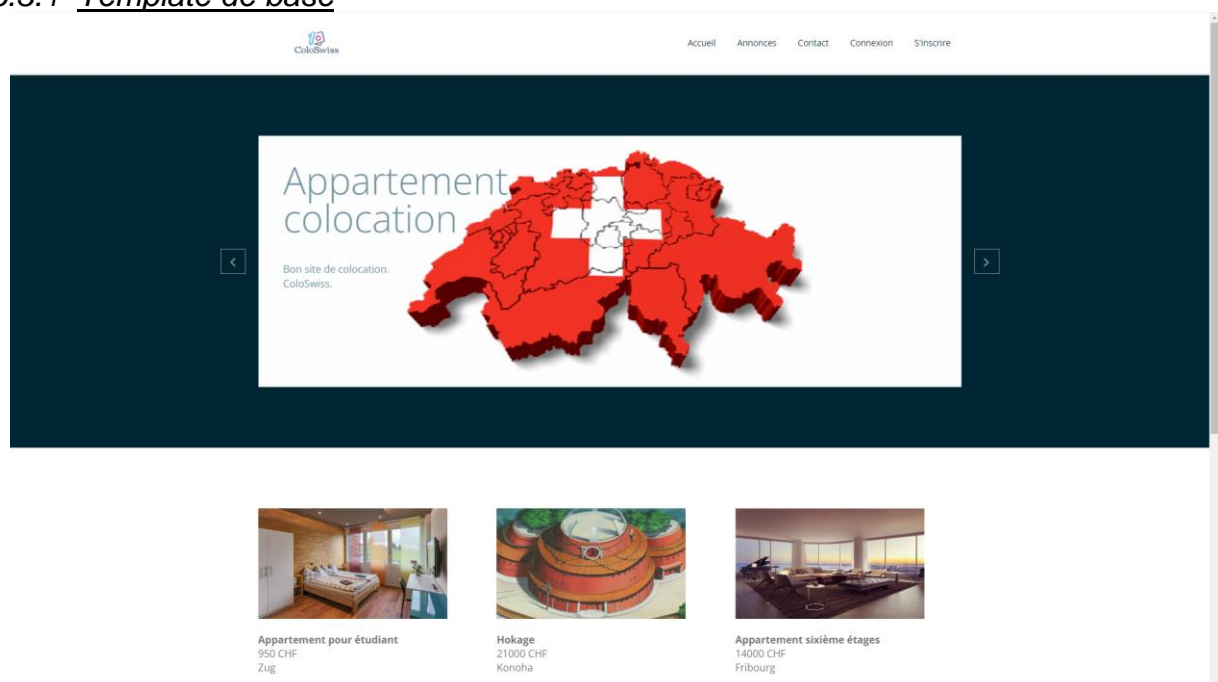 Template de base
ColoSwiss
Accueil Annonces Contact Connexion S'inscrire
Appartement
colocation
Bon site de colocation.
ColoSwiss.
Appartement pour étudiant
950 CHF
Zug
Hokage
21000 CHF
Konoha
Appartement sixième étages
14000 CHF
Fribourg